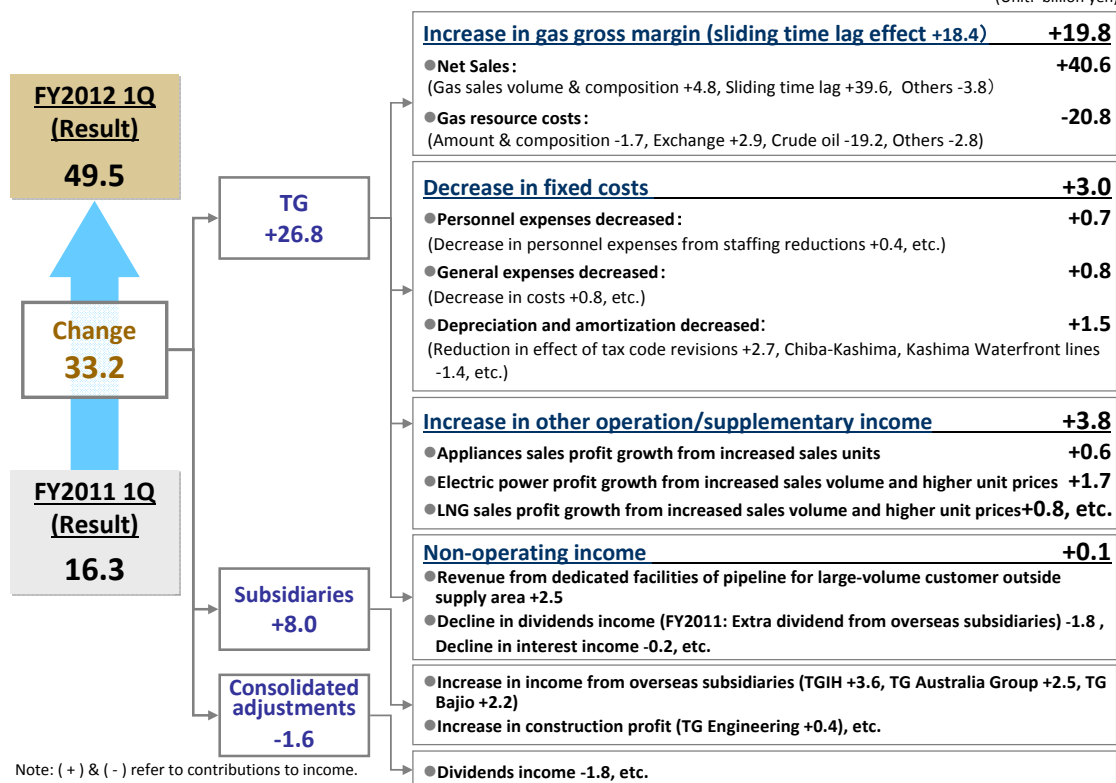 (Unit: billion yen)
FY2012 1Q
(Result)
49.5
Change
33.2
FY2011 1Q
(Result)
16.3
TG
+26.8
Subsidiaries
+8.0
Consolidated
adjustments
-1.6
Increase in gas gross margin (sliding time lag effect +18.4) +19.8
●Net Sales: +40.6
(Gas sales volume & composition +4.8, Sliding time lag +39.6, Others -3.8)
●Gas resource costs: -20.8
(Amount & composition -1.7, Exchange +2.9, Crude oil -19.2, Others -2.8)
Decrease in fixed costs +3.0
●Personnel expenses decreased: +0.7
(Decrease in personnel expenses from staffing reductions +0.4, etc.)
●General expenses decreased: +0.8
(Decrease in costs +0.8, etc.)
●Depreciation and amortization decreased: +1.5
(Reduction in effect of tax code revisions +2.7, Chiba-Kashima, Kashima Waterfront lines
-1.4, etc.)
Increase in other operation/supplementary income +3.8
●Appliances sales profit growth from increased sales units +0.6
●Electric power profit growth from increased sales volume and higher unit prices +1.7
●LNG sales profit growth from increased sales volume and higher unit prices+0.8, etc.
Non-operating income +0.1
●Revenue from dedicated facilities of pipeline for large-volume customer outside
supply area +2.5
●Decline in dividends income (FY2011: Extra dividend from overseas subsidiaries) -1.8 ,
Decline in interest income -0.2, etc.
●Increase in income from overseas subsidiaries (TGIH +3.6, TG Australia Group +2.5, TG
Bajio +2.2)
●Increase in construction profit (TG Engineering +0.4), etc.
●Dividends income -1.8, etc.
Note: ( + ) & ( - ) refer to contributions to income.